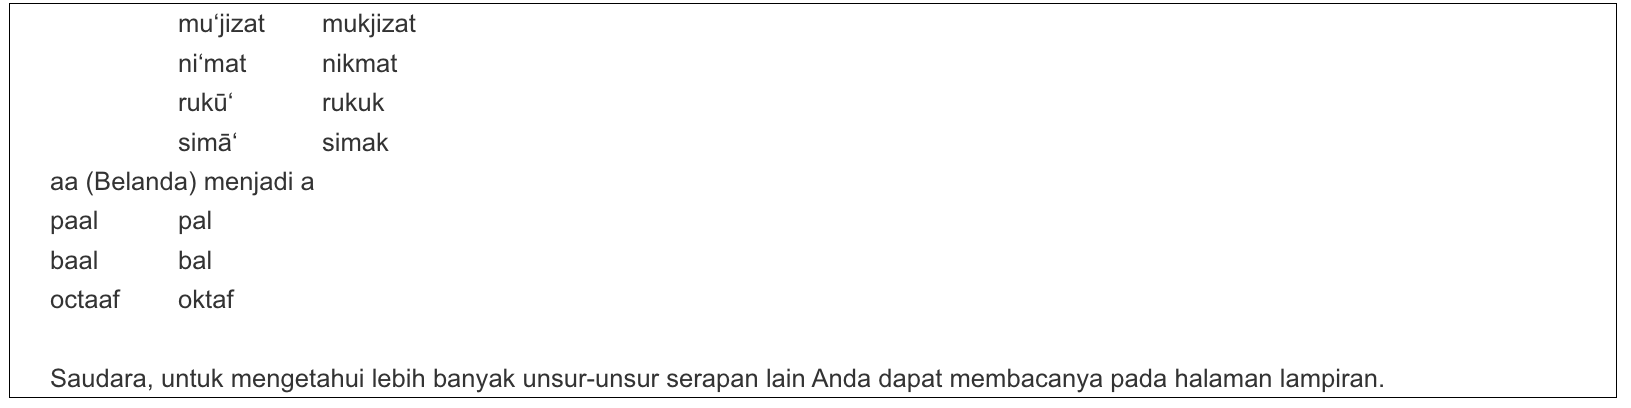 mu‘jizat mukjizat
ni‘mat nikmat
rukū‘ rukuk
simā‘ simak
aa (Belanda) menjadi a
paal pal
baal bal
octaaf oktaf
Saudara, untuk mengetahui lebih banyak unsur-unsur serapan lain Anda dapat membacanya pada halaman lampiran.